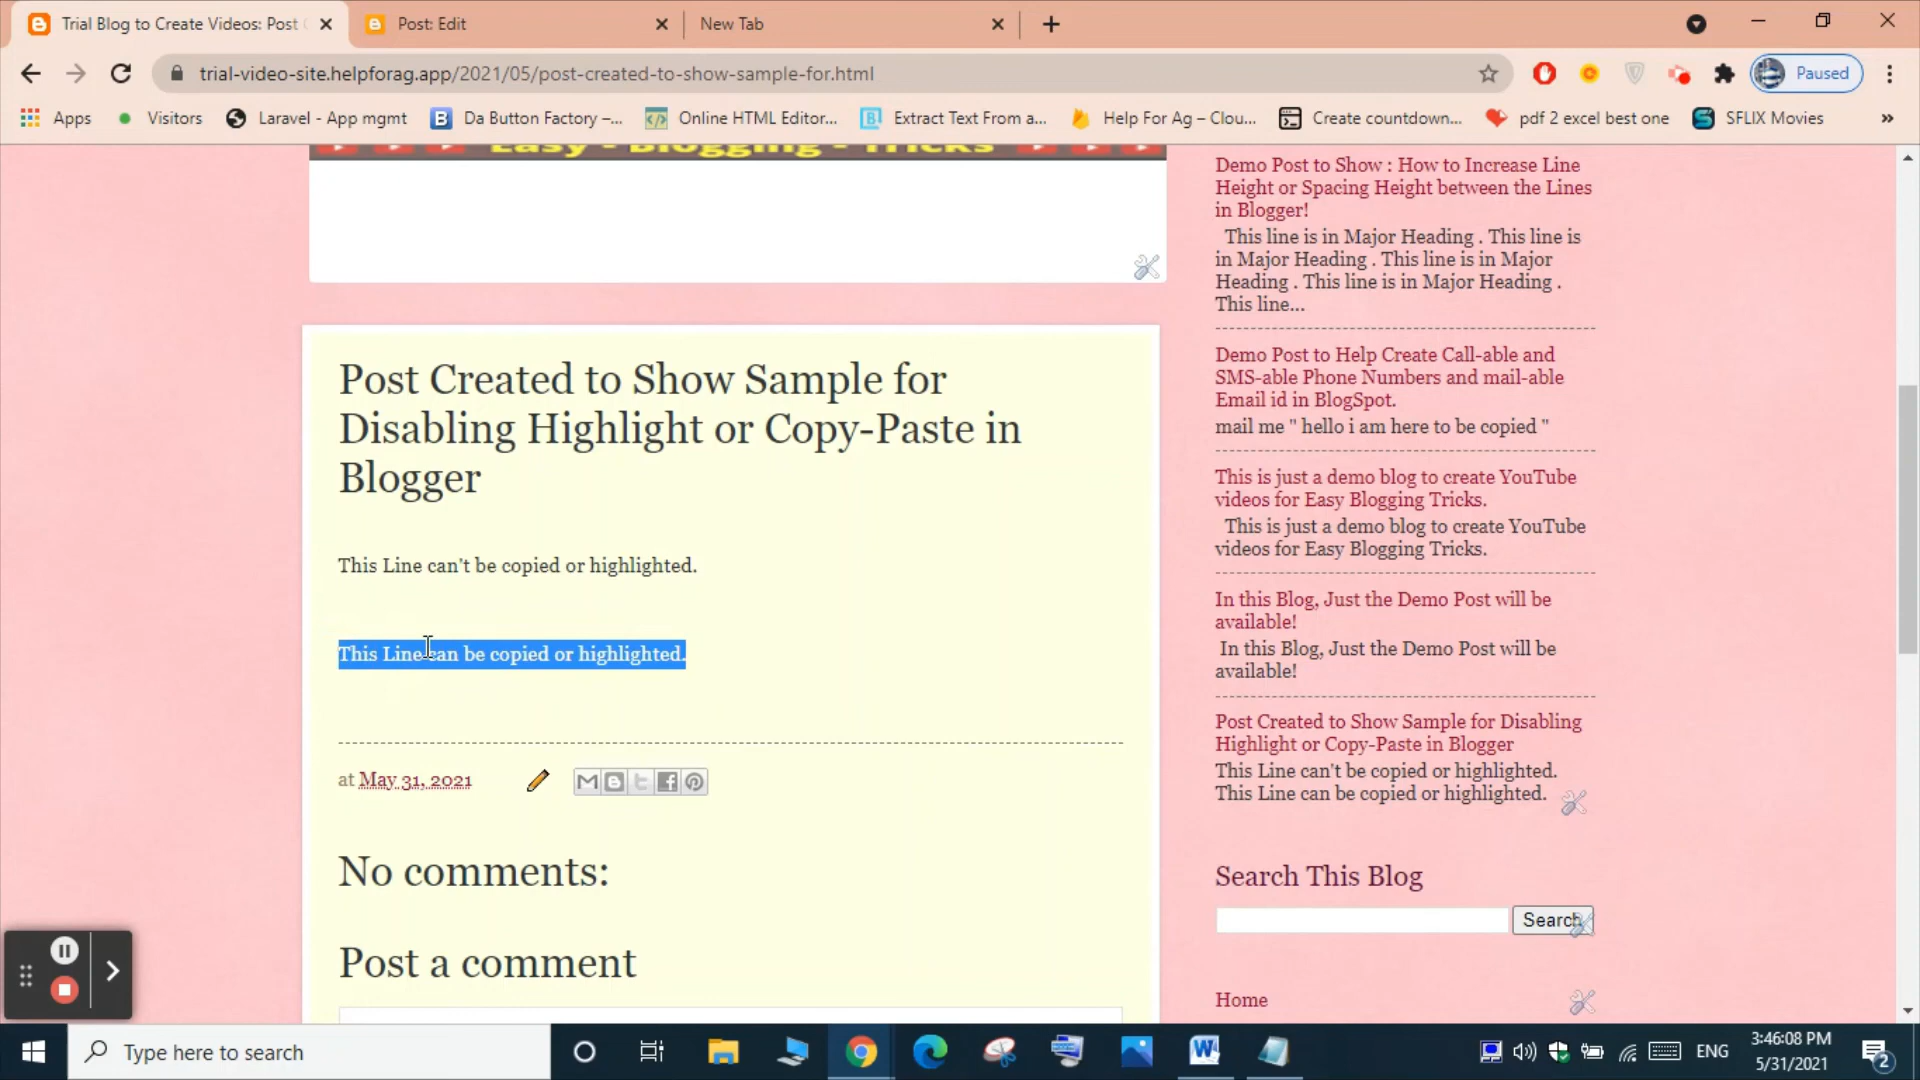 Trial Blog to Create Videos: Post
Post: Edit
New Tab
trial-video-site.helpforag.app/2021/05/post-created-to-show-sample-for.html
Paused
Apps
Visitors
Laravel - App mgmt
Da Button Factory –...
Online HTML Editor...
Extract Text From a...
Help For Ag – Clou...
Create countdown...
pdf 2 excel best one
SFLIX Movies
»
Easy - Blogging - Tricks
Post Created to Show Sample for
Disabling Highlight or Copy-Paste in
Blogger
This Line can't be copied or highlighted.
This Line can be copied or highlighted.
at May 31, 2021
No comments:
Post a comment
Demo Post to Show : How to Increase Line
Height or Spacing Height between the Lines
in Blogger!
This line is in Major Heading . This line is
in Major Heading . This line is in Major
Heading . This line is in Major Heading .
This line...
Demo Post to Help Create Call-able and
SMS-able Phone Numbers and mail-able
Email id in BlogSpot.
mail me " hello i am here to be copied "
This is just a demo blog to create YouTube
videos for Easy Blogging Tricks.
This is just a demo blog to create YouTube
videos for Easy Blogging Tricks.
In this Blog, Just the Demo Post will be
available!
In this Blog, Just the Demo Post will be
available!
Post Created to Show Sample for Disabling
Highlight or Copy-Paste in Blogger
This Line can't be copied or highlighted.
This Line can be copied or highlighted.
Search This Blog
Search
Home
Type here to search
ENG
3:46:08 PM
5/31/2021
2